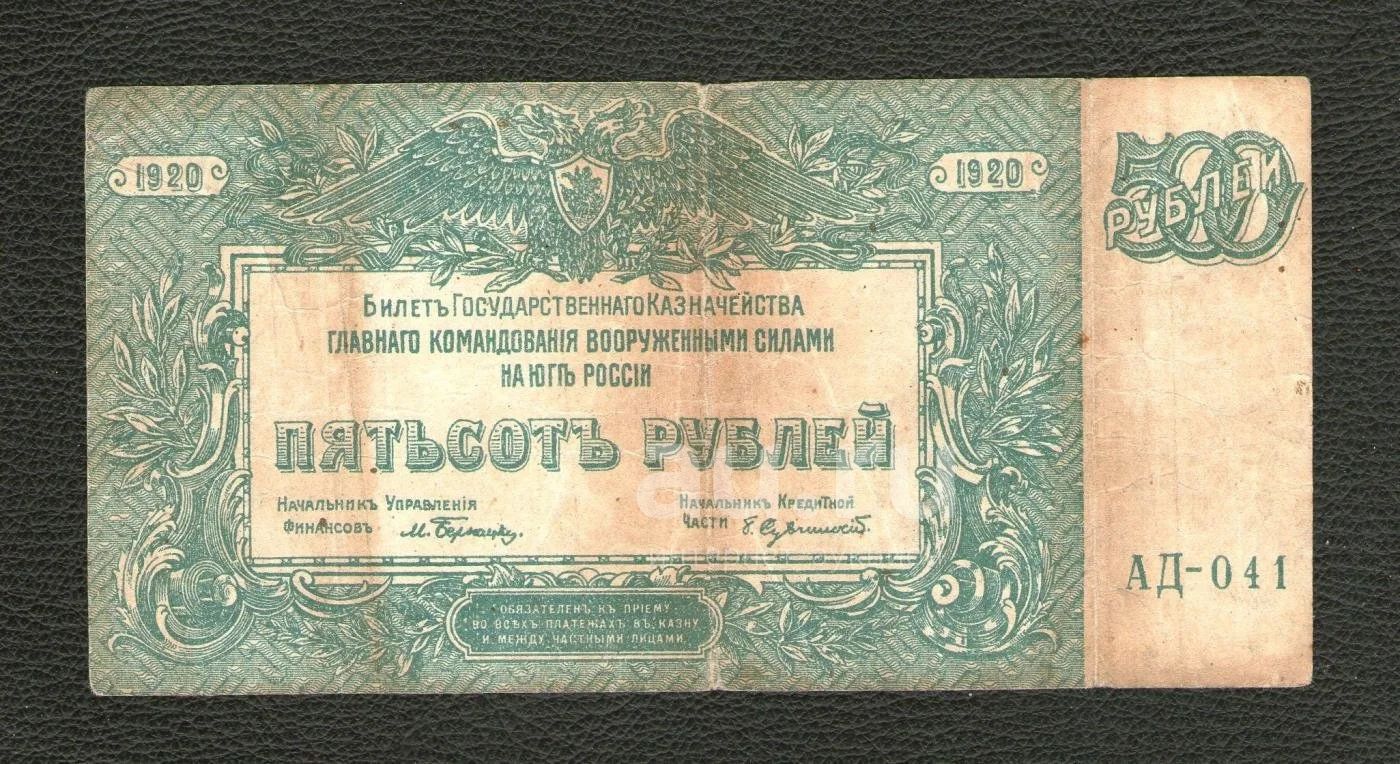 1920
1920
500
РУБЛЕЙ
Билетъ Государственнаго Казначейства
главнаго командованія вооруженными силами
на югѣ Россіи
ПЯТЬСОТЪ РУБЛЕЙ
Начальникъ Управленія
Финансовъ М. Бернацкій.
Начальникъ Кредитной
Части
АД-041
ОБЯЗАТЕЛЕНЪ КЪ ПРІЕМУ
ВО ВСѢХЪ ПЛАТЕЖАХЪ ВЪ КАЗНУ
И МЕЖДУ ЧАСТНЫМИ ЛИЦАМИ.